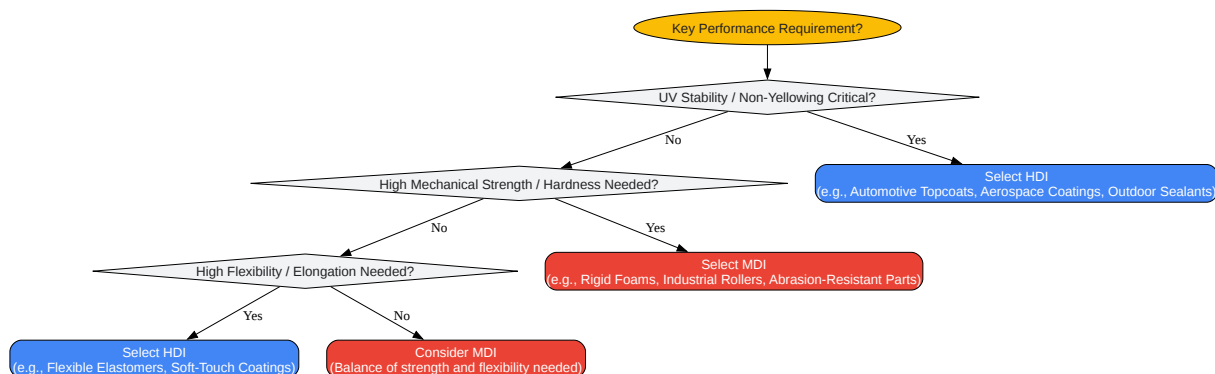 Key Performance Requirement?
UV Stability / Non-Yellowing Critical?
No
Yes
High Mechanical Strength / Hardness Needed?
Select HDI
(e.g., Automotive Topcoats, Aerospace Coatings, Outdoor Sealants)
No
Yes
High Flexibility / Elongation Needed?
Select MDI
(e.g., Rigid Foams, Industrial Rollers, Abrasion-Resistant Parts)
Yes
No
Select HDI
(e.g., Flexible Elastomers, Soft-Touch Coatings)
Consider MDI
(Balance of strength and flexibility needed)